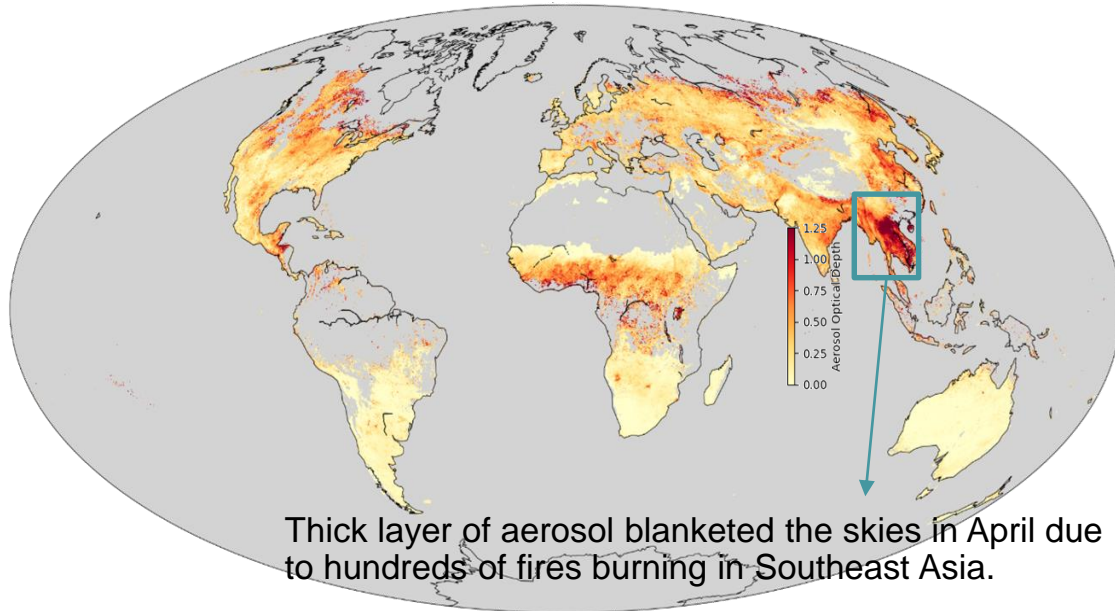 1.25
1.00
0.75
0.50
0.25
0.00
Aerosol Optical Depth
Thick layer of aerosol blanketed the skies in April due
to hundreds of fires burning in Southeast Asia.